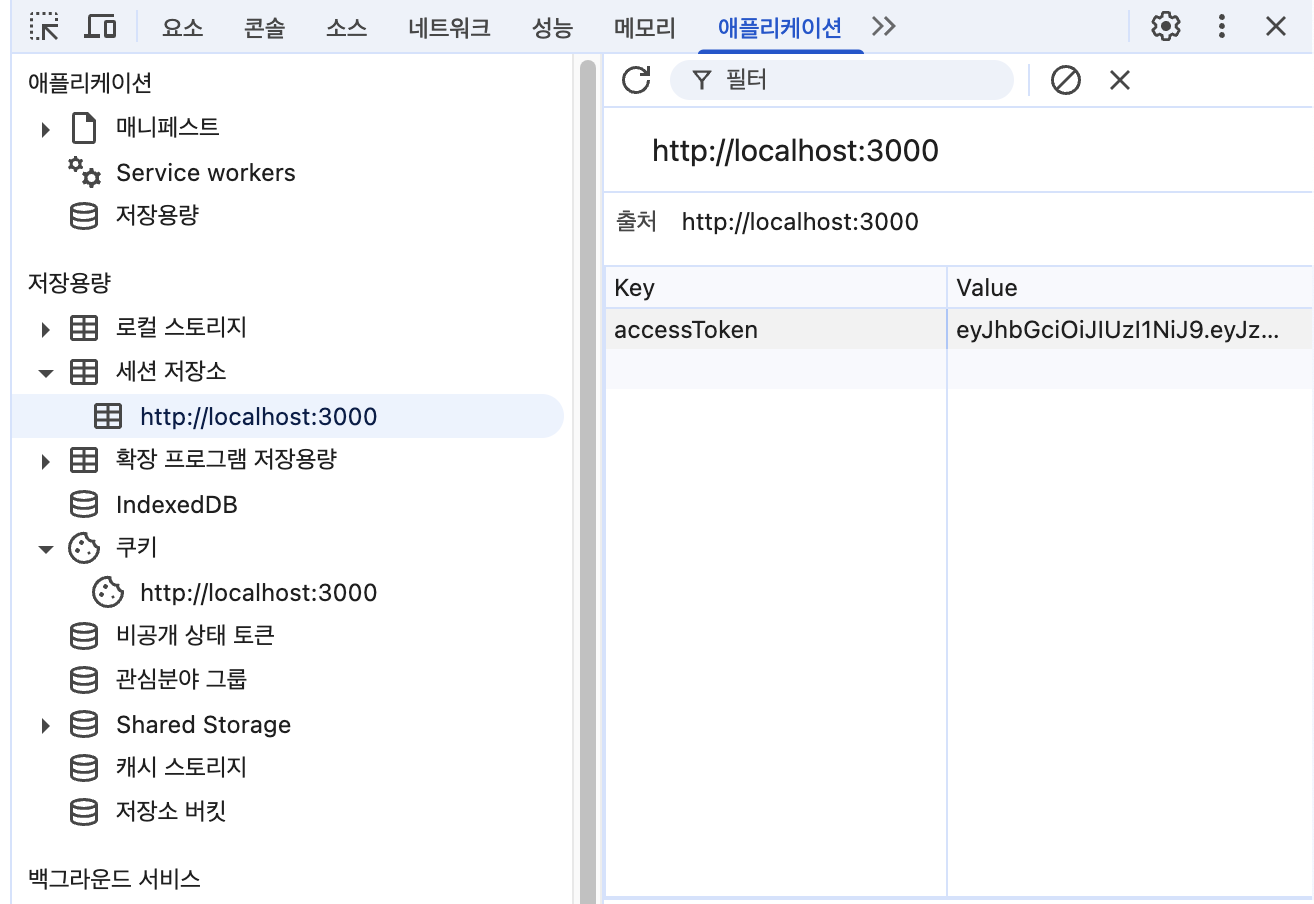 요소 콘솔 소스 네트워크 성능 메모리 애플리케이션
필터
http://localhost:3000
출처 http://localhost:3000
Key Value
accessToken eyJhbGciOiJIUzI1NiJ9.eyJz...
애플리케이션
매니페스트
Service workers
저장용량
저장용량
로컬 스토리지
세션 저장소
http://localhost:3000
확장 프로그램 저장용량
IndexedDB
쿠키
http://localhost:3000
비공개 상태 토큰
관심분야 그룹
Shared Storage
캐시 스토리지
저장소 버킷
백그라운드 서비스